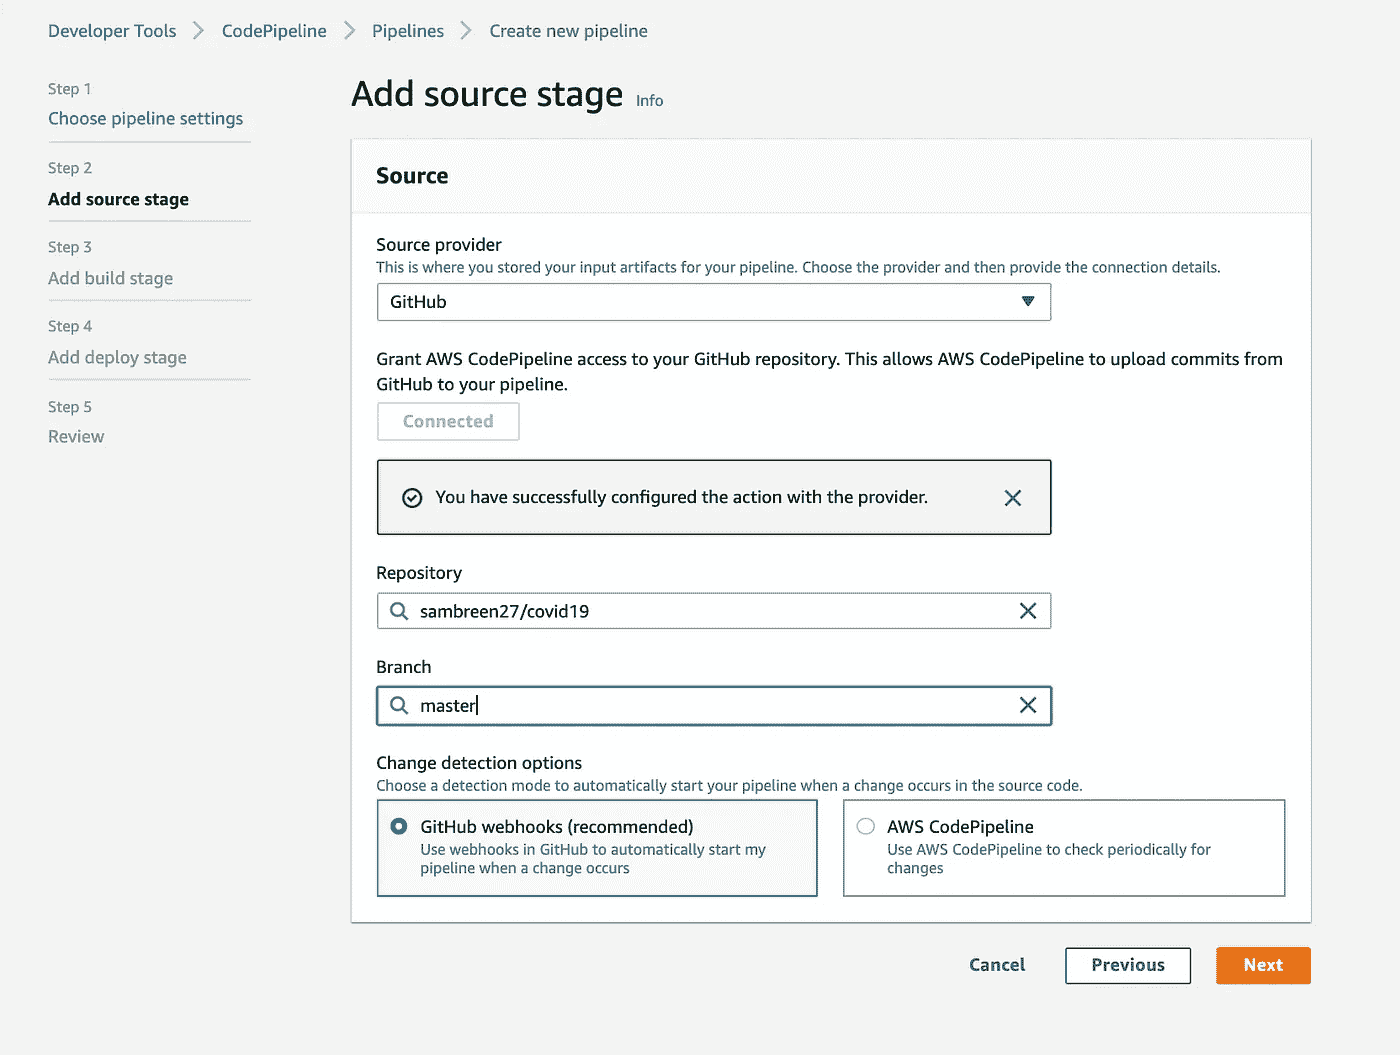 Developer Tools > CodePipeline > Pipelines > Create new pipeline
Step 1
Choose pipeline settings
Step 2
Add source stage
Step 3
Add build stage
Step 4
Add deploy stage
Step 5
Review
Add source stage Info
Source
Source provider
This is where you stored your input artifacts for your pipeline. Choose the provider and then provide the connection details.
GitHub
Grant AWS CodePipeline access to your GitHub repository. This allows AWS CodePipeline to upload commits from
GitHub to your pipeline.
Connected
You have successfully configured the action with the provider.
Repository
sambreen27/covid19
Branch
master
Change detection options
Choose a detection mode to automatically start your pipeline when a change occurs in the source code.
GitHub webhooks (recommended)
Use webhooks in GitHub to automatically start my
pipeline when a change occurs
AWS CodePipeline
Use AWS CodePipeline to check periodically for
changes
Cancel Previous Next